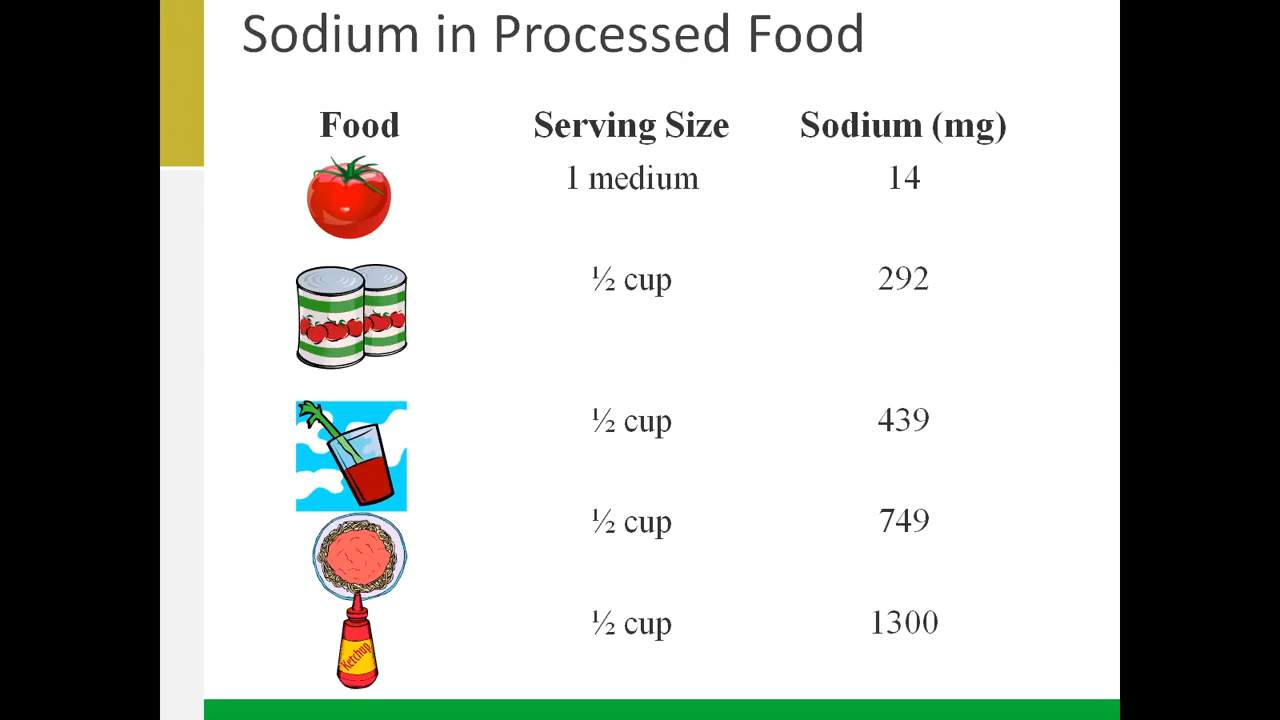 Sodium in Processed Food
Food Serving Size Sodium (mg)
1 medium 14
½ cup 292
½ cup 439
½ cup 749
½ cup 1300
Ketchup